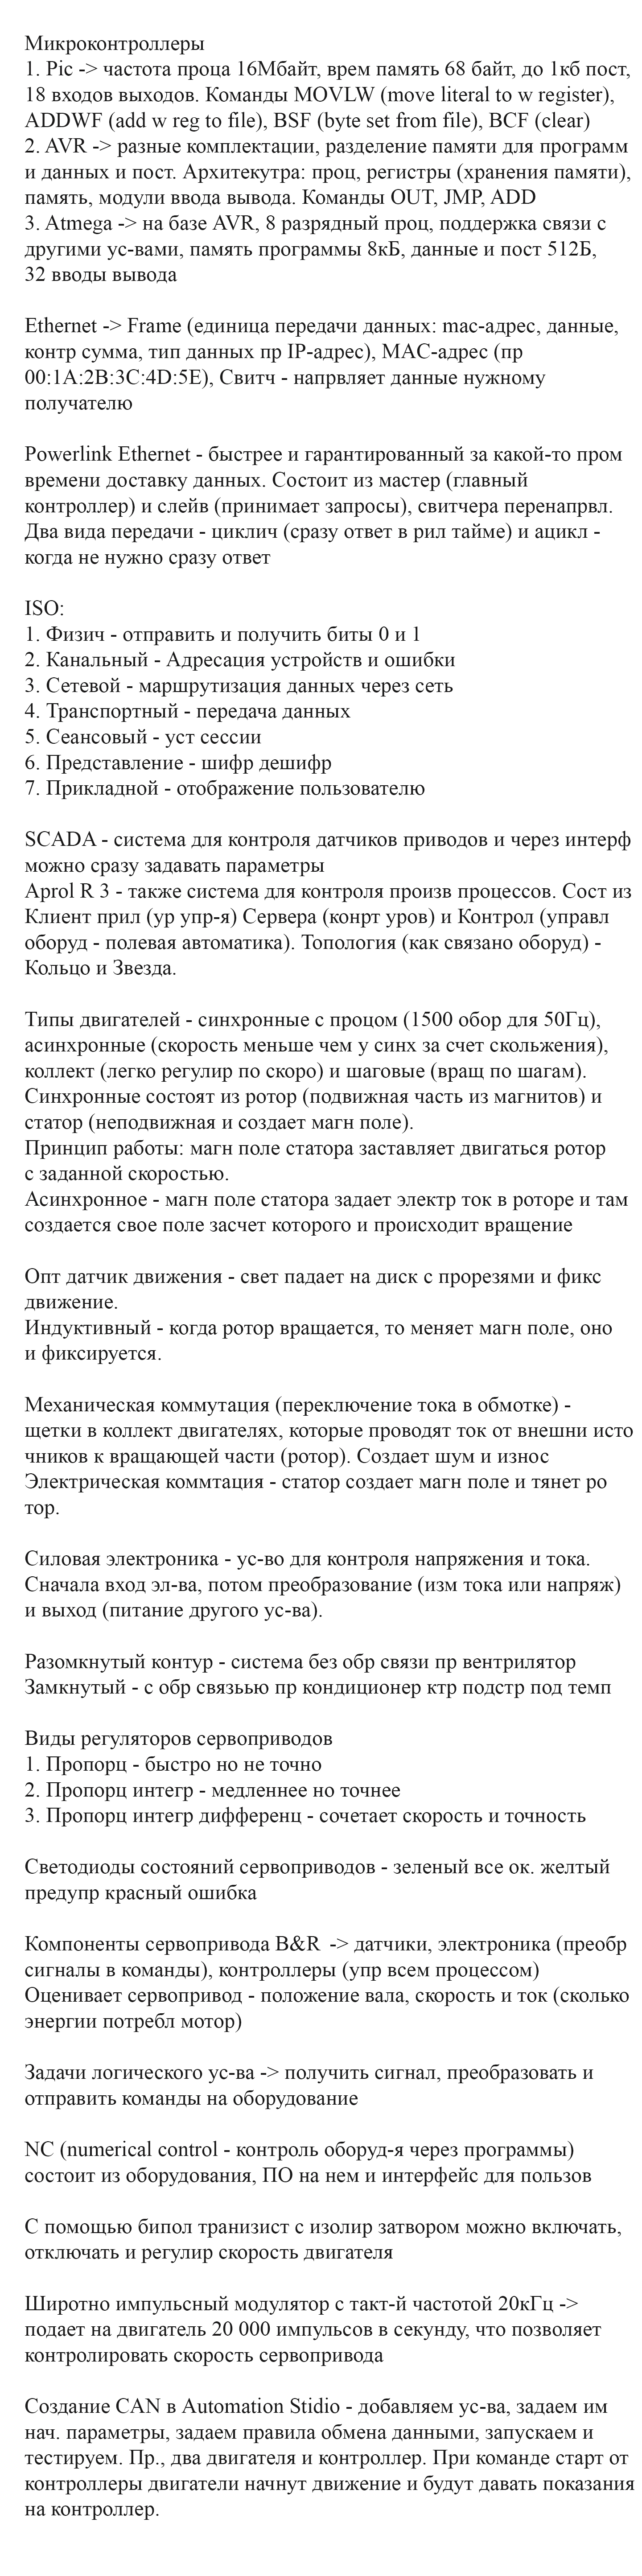 Микроконтроллеры
1. Pic -> частота проца 16Мбайт, врем память 68 байт, до 1кб пост,
18 входов выходов. Команды MOVLW (move literal to w register),
ADDWF (add w reg to file), BSF (byte set from file), BCF (clear)
2. AVR -> разные комплектации, разделение памяти для программ
и данных и пост. Архитекутра: проц, регистры (хранения памяти),
память, модули ввода вывода. Команды OUT, JMP, ADD
3. Atmega -> на базе AVR, 8 разрядный проц, поддержка связи с
другими ус-вами, память программы 8кБ, данные и пост 512Б,
32 вводы вывода
Ethernet -> Frame (единица передачи данных: mac-адрес, данные,
контр сумма, тип данных пр IP-адрес), MAC-адрес (пр
00:1A:2B:3C:4D:5E), Свитч - напрвляет данные нужному
получателю
Powerlink Ethernet - быстрее и гарантированный за какой-то пром
времени доставку данных. Состоит из мастер (главный
контроллер) и слейв (принимает запросы), свитчера перенапрвл.
Два вида передачи - циклич (сразу ответ в рил тайме) и ацикл -
когда не нужно сразу ответ
ISO:
1. Физич - отправить и получить биты 0 и 1
2. Канальный - Адресация устройств и ошибки
3. Сетевой - маршрутизация данных через сеть
4. Транспортный - передача данных
5. Сеансовый - уст сессии
6. Представление - шифр дешифр
7. Прикладной - отображение пользователю
SCADA - система для контроля датчиков приводов и через интерф
можно сразу задавать параметры
Aprol R 3 - также система для контроля произв процессов. Сост из
Клиент прил (ур упр-я) Сервера (конрт уров) и Контрол (управл
оборуд - полевая автоматика). Топология (как связано оборуд) -
Кольцо и Звезда.
Типы двигателей - синхронные с процом (1500 обор для 50Гц),
асинхронные (скорость меньше чем у синх за счет скольжения),
коллект (легко регулир по скоро) и шаговые (вращ по шагам).
Синхронные состоят из ротор (подвижная часть из магнитов) и
статор (неподвижная и создает магн поле).
Принцип работы: магн поле статора заставляет двигаться ротор
с заданной скоростью.
Асинхронное - магн поле статора задает электр ток в роторе и там
создается свое поле засчет которого и происходит вращение
Опт датчик движения - свет падает на диск с прорезями и фикс
движение.
Индуктивный - когда ротор вращается, то меняет магн поле, оно
и фиксируется.
Механическая коммутация (переключение тока в обмотке) -
щетки в коллект двигателях, которые проводят ток от внешни исто
чников к вращающей части (ротор). Создает шум и износ
Электрическая коммтация - статор создает магн поле и тянет ро
тор.
Силовая электроника - ус-во для контроля напряжения и тока.
Сначала вход эл-ва, потом преобразование (изм тока или напряж)
и выход (питание другого ус-ва).
Разомкнутый контур - система без обр связи пр вентрилятор
Замкнутый - с обр связьью пр кондиционер ктр подстр под темп
Виды регуляторов сервоприводов
1. Пропорц - быстро но не точно
2. Пропорц интегр - медленнее но точнее
3. Пропорц интегр дифференц - сочетает скорость и точность
Светодиоды состояний сервоприводов - зеленый все ок. желтый
предупр красный ошибка
Компоненты сервопривода B&R -> датчики, электроника (преобр
сигналы в команды), контроллеры (упр всем процессом)
Оценивает сервопривод - положение вала, скорость и ток (сколько
энергии потребл мотор)
Задачи логического ус-ва -> получить сигнал, преобразовать и
отправить команды на оборудование
NC (numerical control - контроль оборуд-я через программы)
состоит из оборудования, ПО на нем и интерфейс для пользов
С помощью бипол транизист с изолир затвором можно включать,
отключать и регулир скорость двигателя
Широтно импульсный модулятор с такт-й частотой 20кГц ->
подает на двигатель 20 000 импульсов в секунду, что позволяет
контролировать скорость сервопривода
Создание CAN в Automation Stidio - добавляем ус-ва, задаем им
нач. параметры, задаем правила обмена данными, запускаем и
тестируем. Пр., два двигателя и контроллер. При команде старт от
контроллеры двигатели начнут движение и будут давать показания
на контроллер.